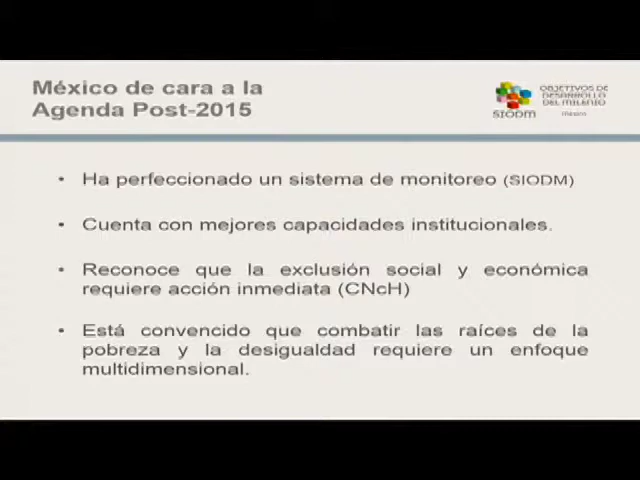 México de cara a la
Agenda Post-2015
OBJETIVOS DE
DESARROLLO
DEL MILENIO
SIODM
• Ha perfeccionado un sistema de monitoreo (SIODM)
• Cuenta con mejores capacidades institucionales.
• Reconoce que la exclusión social y económica
requiere acción inmediata (CNcH)
• Está convencido que combatir las raíces de la
pobreza y la desigualdad requiere un enfoque
multidimensional.